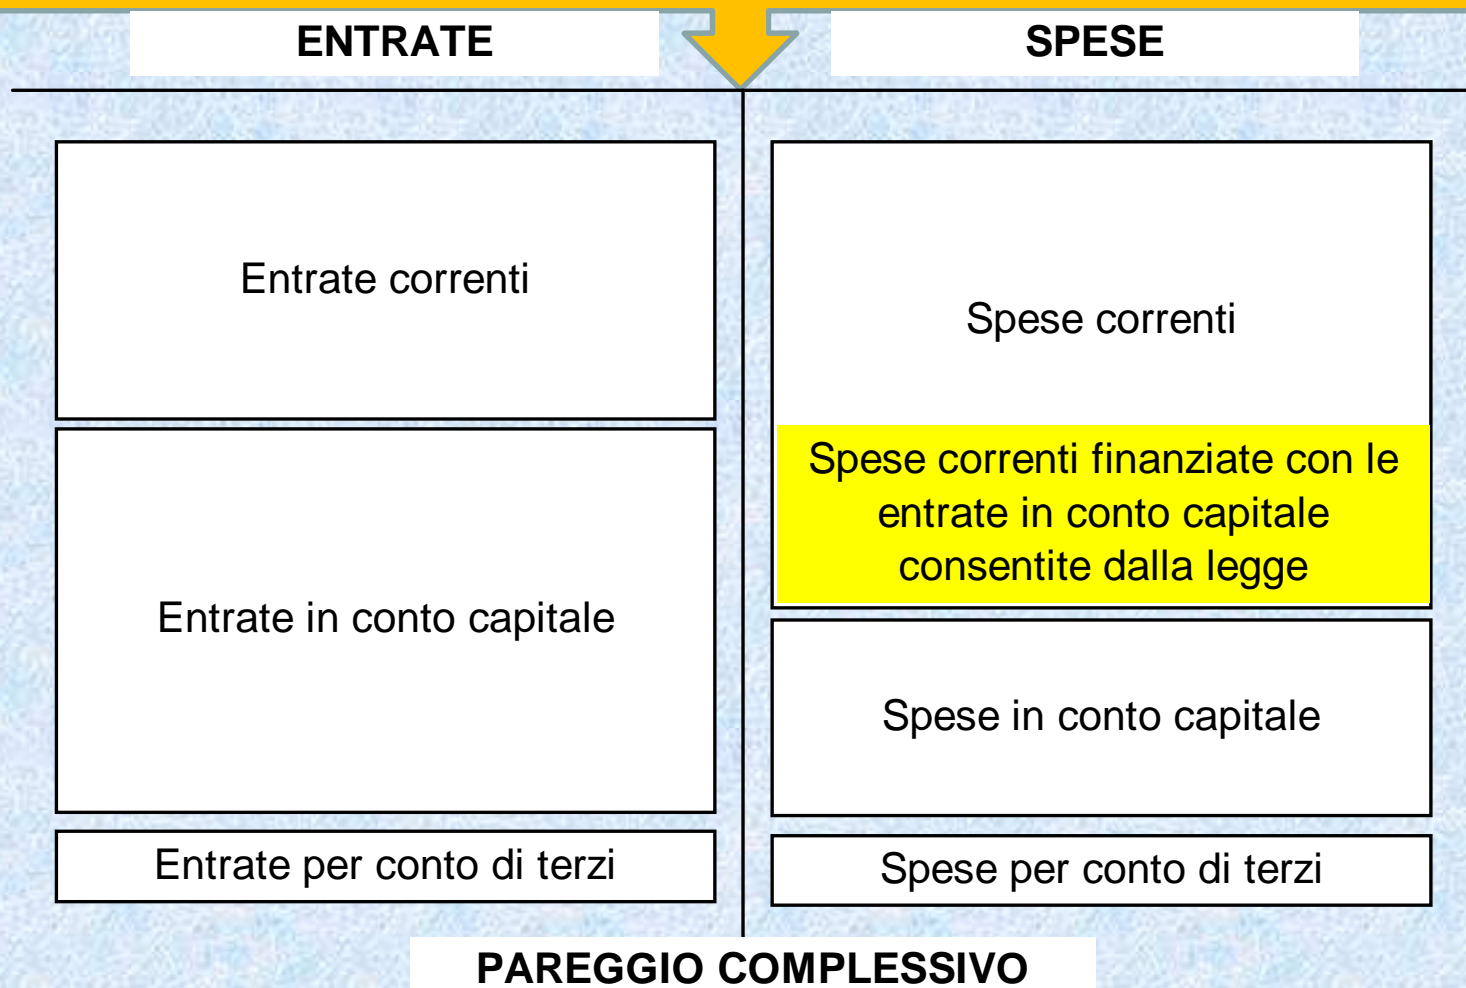 ENTRATE
SPESE
Entrate correnti
Entrate in conto capitale
Entrate per conto di terzi
Spese correnti
Spese correnti finanziate con le
entrate in conto capitale
consentite dalla legge
Spese in conto capitale
Spese per conto di terzi
PAREGGIO COMPLESSIVO